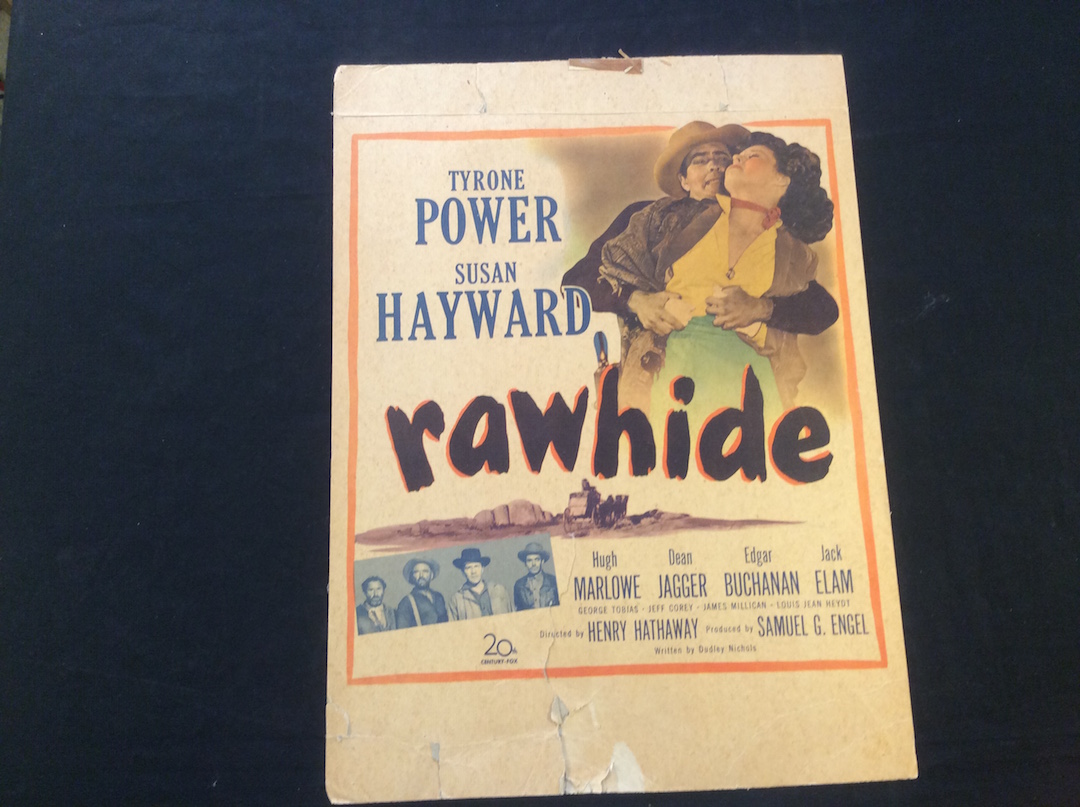 TYRONE
POWER
SUSAN
HAYWARD
rawhide
Hugh Dean Edgar Jack
MARLOWE JAGGER BUCHANAN ELAM
GEORGE TOBIAS - JEFF COREY - JAMES MILLICAN - LOUIS JEAN HEYDT
Directed by HENRY HATHAWAY Produced by SAMUEL G. ENGEL
Written by Dudley Nichols
20th
CENTURY-FOX